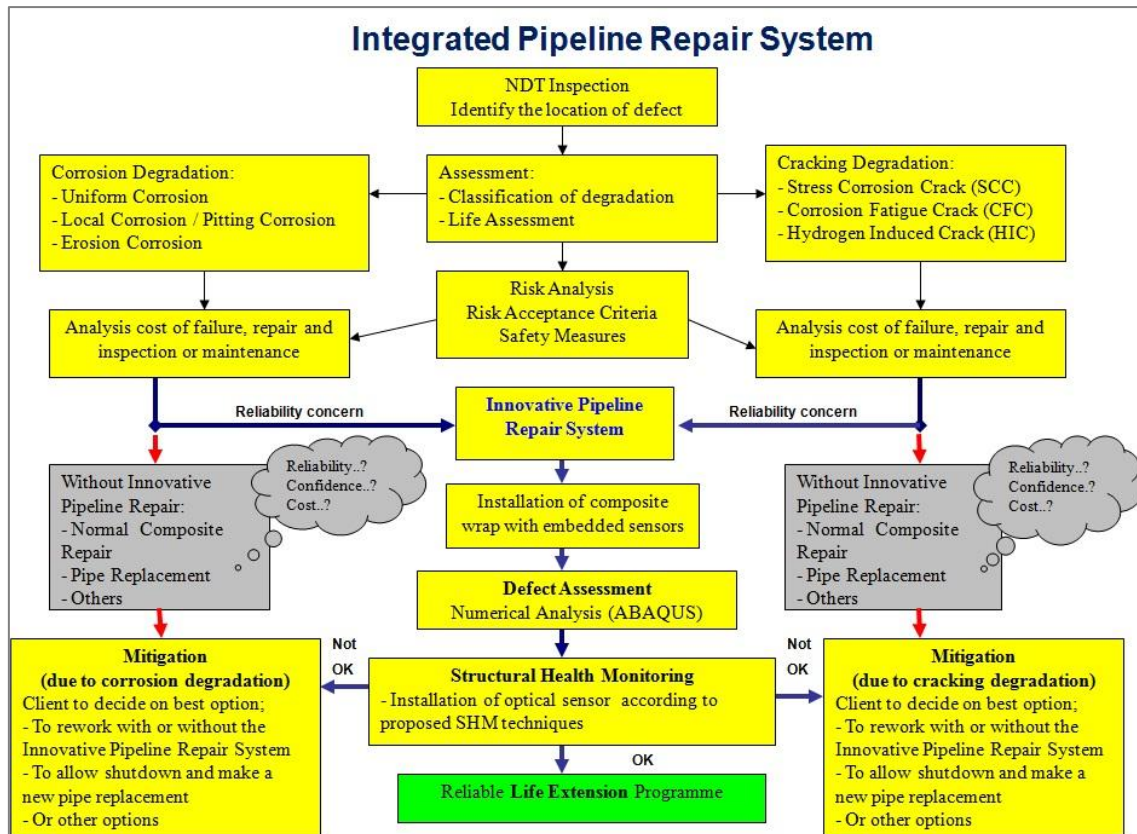 Integrated Pipeline Repair System
NDT Inspection
Identify the location of defect
Corrosion Degradation:
- Uniform Corrosion
- Local Corrosion / Pitting Corrosion
- Erosion Corrosion
Assessment:
- Classification of degradation
- Life Assessment
Cracking Degradation:
- Stress Corrosion Crack (SCC)
- Corrosion Fatigue Crack (CFC)
- Hydrogen Induced Crack (HIC)
Risk Analysis
Risk Acceptance Criteria
Safety Measures
Analysis cost of failure, repair and
inspection or maintenance
Analysis cost of failure, repair and
inspection or maintenance
Reliability concern
Innovative Pipeline
Repair System
Reliability concern
Without Innovative
Pipeline Repair:
- Normal Composite
Repair
- Pipe Replacement
- Others
Reliability..?
Confidence..?
Cost..?
Installation of composite
wrap with embedded sensors
Without Innovative
Pipeline Repair:
- Normal Composite
Repair
- Pipe Replacement
- Others
Reliability..?
Confidence.?
Cost..?
Defect Assessment
Numerical Analysis (ABAQUS)
Not
OK
Not
OK
Mitigation
(due to corrosion degradation)
Client to decide on best option;
- To rework with or without the
Innovative Pipeline Repair System
- To allow shutdown and make a
new pipe replacement
- Or other options
Structural Health Monitoring
- Installation of optical sensor according to
proposed SHM techniques
Mitigation
(due to cracking degradation)
Client to decide on best option;
- To rework with or without the
Innovative Pipeline Repair System
- To allow shutdown and make a
new pipe replacement
- Or other options
OK
Reliable Life Extension Programme